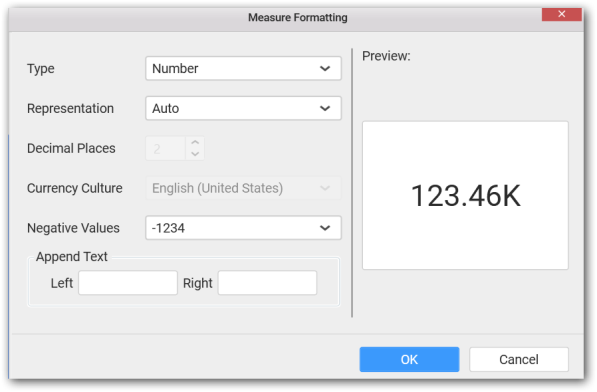 Measure Formatting
Type Number
Preview:
Representation Auto
Decimal Places 2
Currency Culture English (United States)
123.46K
Negative Values -1234
Append Text
Left Right
OK Cancel